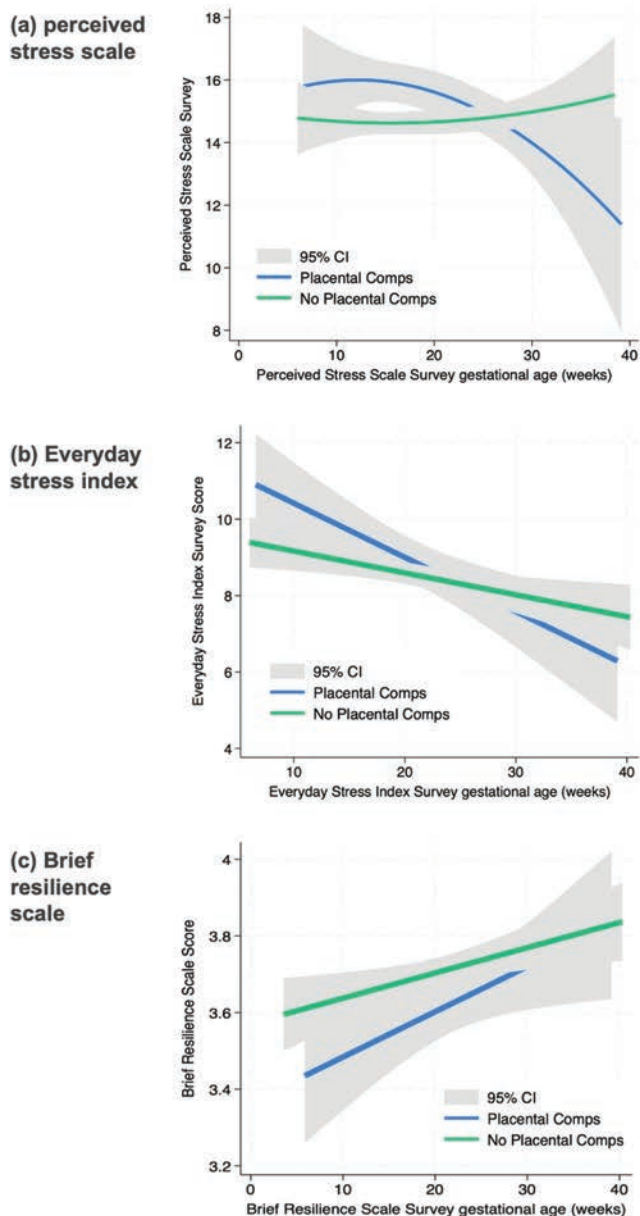 (a) perceived
stress scale
Perceived Stress Scale Survey
18
16
14
12
10
8
95% CI
Placental Comps
No Placental Comps
0
10
20
30
40
Perceived Stress Scale Survey gestational age (weeks)
(b) Everyday
stress index
Everyday Stress Index Survey Score
12
10
8
6
4
95% CI
Placental Comps
No Placental Comps
10
20
30
40
Everyday Stress Index Survey gestational age (weeks)
(c) Brief
resilience
scale
Brief Resilience Scale Score
4
3.8
3.6
3.4
3.2
95% CI
Placental Comps
No Placental Comps
0
10
20
30
40
Brief Resilience Scale Survey gestational age (weeks)